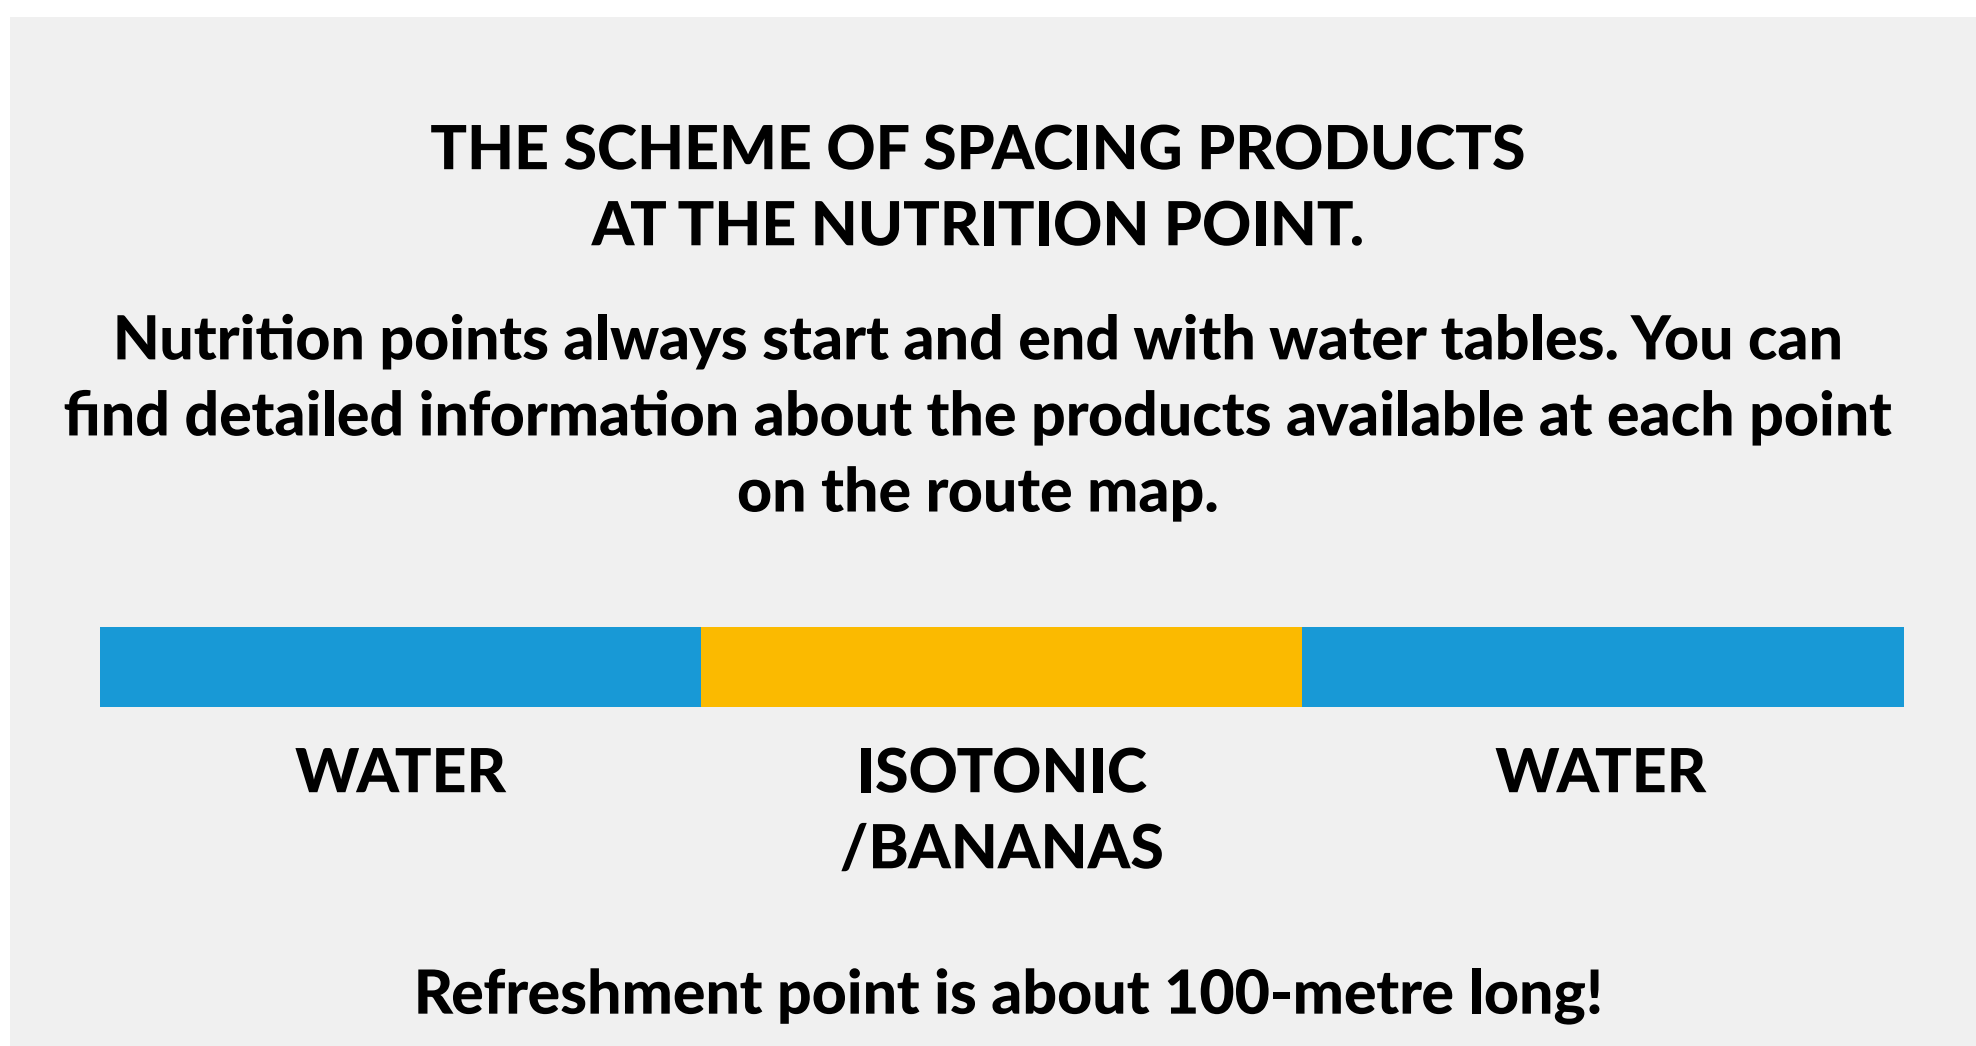 THE SCHEME OF SPACING PRODUCTS
AT THE NUTRITION POINT.
Nutrition points always start and end with water tables. You can
find detailed information about the products available at each point
on the route map.
WATER
ISOTONIC
/BANANAS
WATER
Refreshment point is about 100-metre long!